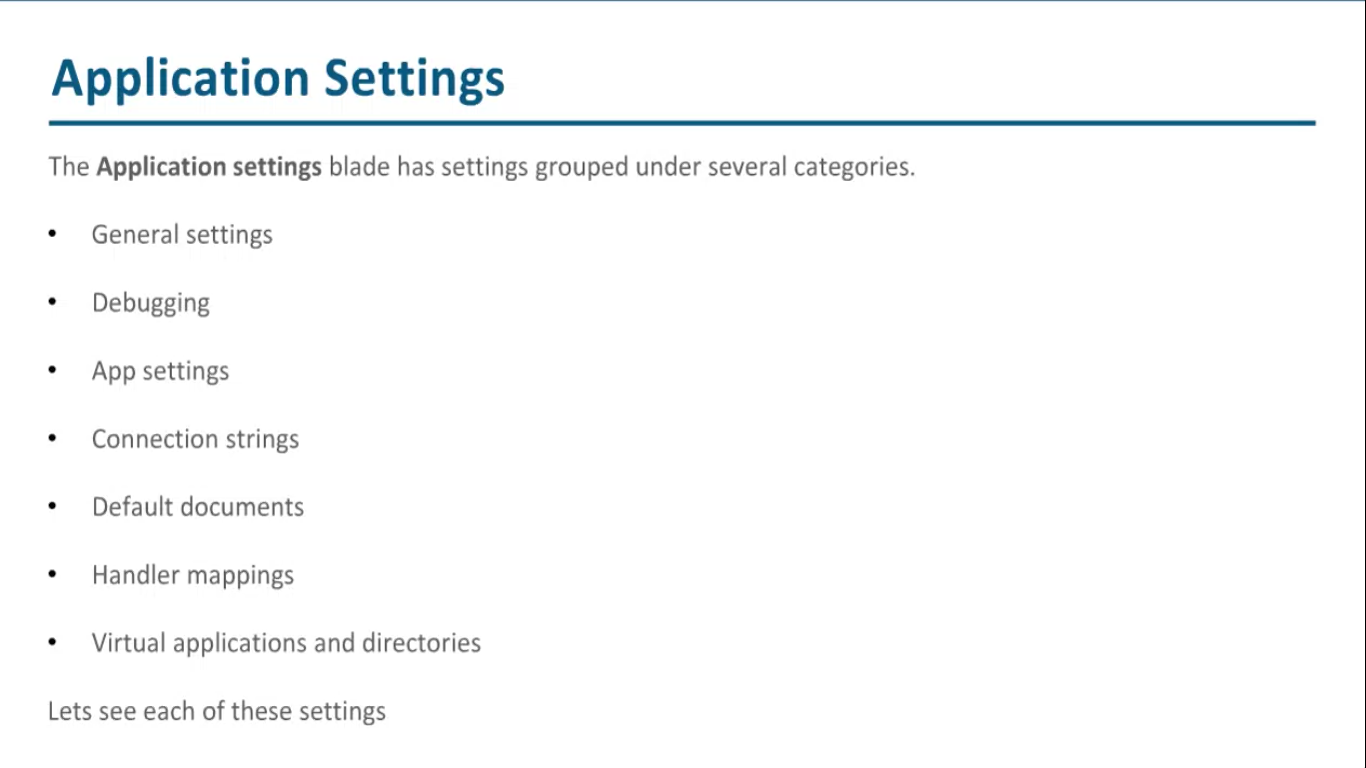 Application Settings
The Application settings blade has settings grouped under several categories.
• General settings
• Debugging
• App settings
• Connection strings
• Default documents
• Handler mappings
• Virtual applications and directories
Lets see each of these settings